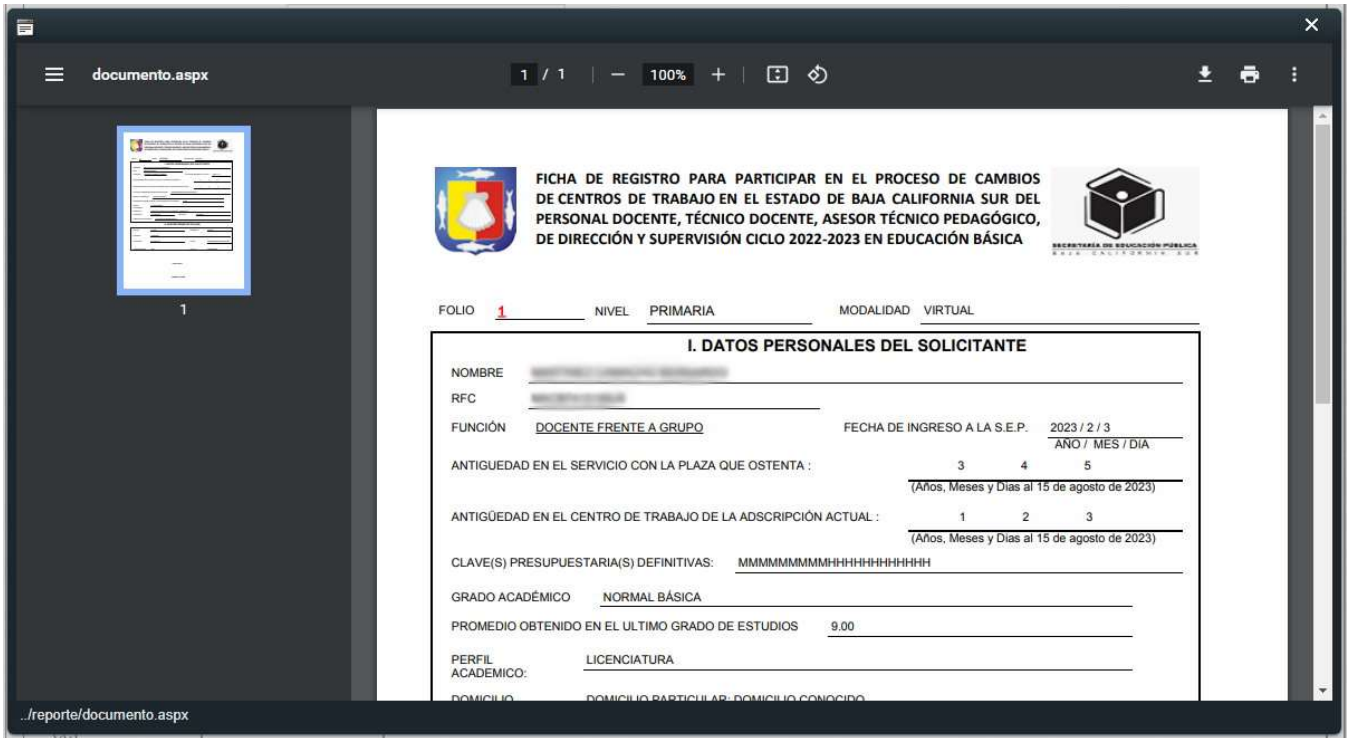 documento.aspx
1 / 1
100%
1
FICHA DE REGISTRO PARA PARTICIPAR EN EL PROCESO DE CAMBIOS
DE CENTROS DE TRABAJO EN EL ESTADO DE BAJA CALIFORNIA SUR DEL
PERSONAL DOCENTE, TÉCNICO DOCENTE, ASESOR TÉCNICO PEDAGÓGICO,
DE DIRECCIÓN Y SUPERVISIÓN CICLO 2022-2023 EN EDUCACIÓN BÁSICA
SECRETARÍA DE EDUCACIÓN PÚBLICA
BAJA CALIFORNIA SUR
FOLIO 1 NIVEL PRIMARIA MODALIDAD VIRTUAL
I. DATOS PERSONALES DEL SOLICITANTE
NOMBRE
RFC
FUNCIÓN DOCENTE FRENTE A GRUPO FECHA DE INGRESO A LA S.E.P. 2023 / 2 / 3
AÑO / MES / DIA
ANTIGUEDAD EN EL SERVICIO CON LA PLAZA QUE OSTENTA : 3 4 5
(Años, Meses y Dias al 15 de agosto de 2023)
ANTIGÜEDAD EN EL CENTRO DE TRABAJO DE LA ADSCRIPCIÓN ACTUAL : 1 2 3
(Años, Meses y Dias al 15 de agosto de 2023)
CLAVE(S) PRESUPUESTARIA(S) DEFINITIVAS: MMMMMMMMMHHHHHHHHHHHH
GRADO ACADÉMICO NORMAL BÁSICA
PROMEDIO OBTENIDO EN EL ULTIMO GRADO DE ESTUDIOS 9.00
PERFIL ACADEMICO: LICENCIATURA
DOMICILIO DOMICILIO PARTICULAR: DOMICILIO CONOCIDO
../reporte/documento.aspx